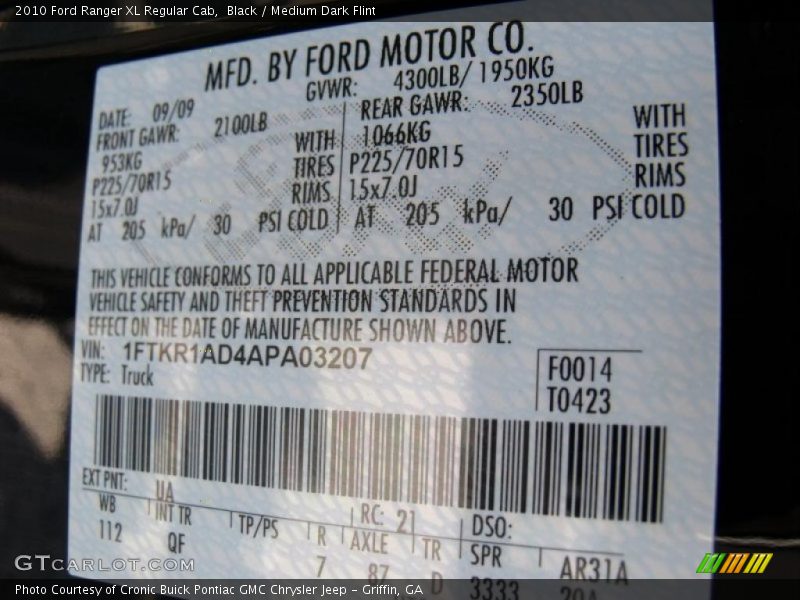 2010 Ford Ranger XL Regular Cab, Black / Medium Dark Flint
MFD. BY FORD MOTOR CO.
DATE: 09/09 GVWR: 4300LB/ 1950KG
FRONT GAWR: 2100LB REAR GAWR: 2350LB
953KG WITH 1066KG WITH
P225/70R15 TIRES P225/70R15 TIRES
15x7.0J RIMS 15x7.0J RIMS
AT 205 kPa/ 30 PSI COLD AT 205 kPa/ 30 PSI COLD
THIS VEHICLE CONFORMS TO ALL APPLICABLE FEDERAL MOTOR
VEHICLE SAFETY AND THEFT PREVENTION STANDARDS IN
EFFECT ON THE DATE OF MANUFACTURE SHOWN ABOVE.
VIN: 1FTKR1AD4APA03207
TYPE: Truck
F0014
T0423
EXT PNT: UA RC: 21 DSO:
WB INT TR TP/PS R AXLE TR SPR AR31A
112 QF 7 87 D 3333 20A
GTCarLot.com
Photo Courtesy of Cronic Buick Pontiac GMC Chrysler Jeep - Griffin, GA